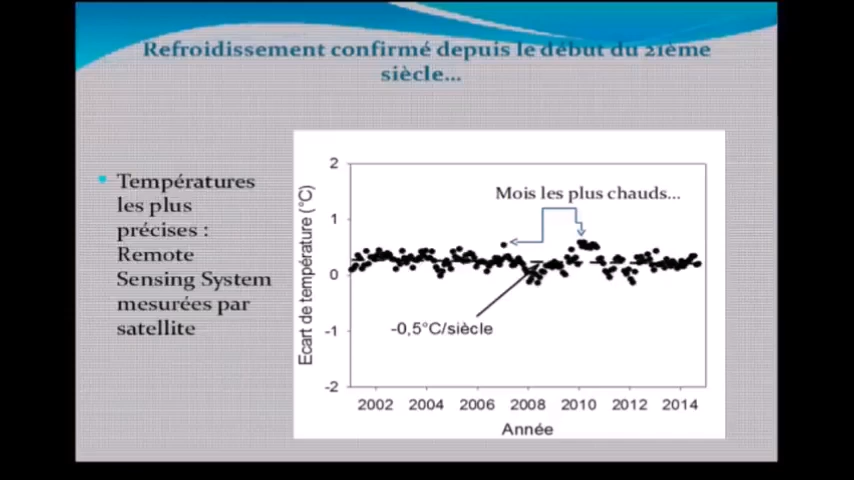 Refroidissement confirmé depuis le début du 21ème
siècle...
Températures
les plus
précises :
Remote
Sensing System
mesurées par
satellite
Ecart de température (°C)
2
1
0
-1
-2
Mois les plus chauds...
-0,5°C/siècle
2002 2004 2006 2008 2010 2012 2014
Année